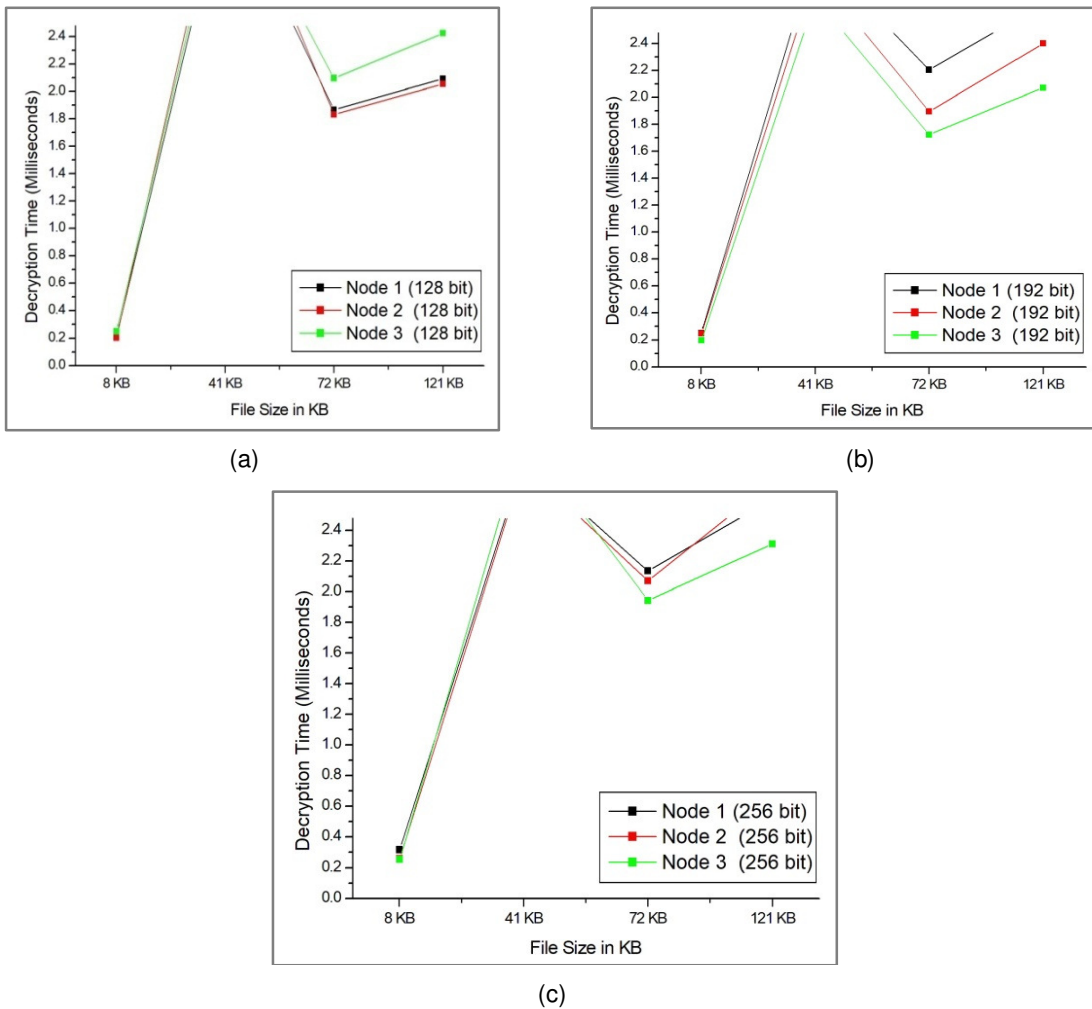 2.4
2.2
2.0
1.8
1.6
1.4
1.2
1.0
0.8
0.6
0.4
0.2
0.0
Decryption Time (Milliseconds)
Node 1 (128 bit)
Node 2 (128 bit)
Node 3 (128 bit)
8 KB
41 KB
72 KB
121 KB
File Size in KB
(a)
2.4
2.2
2.0
1.8
1.6
1.4
1.2
1.0
0.8
0.6
0.4
0.2
0.0
Decryption Time (Milliseconds)
Node 1 (192 bit)
Node 2 (192 bit)
Node 3 (192 bit)
8 KB
41 KB
72 KB
121 KB
File Size in KB
(b)
2.4
2.2
2.0
1.8
1.6
1.4
1.2
1.0
0.8
0.6
0.4
0.2
0.0
Decryption Time (Milliseconds)
Node 1 (256 bit)
Node 2 (256 bit)
Node 3 (256 bit)
8 KB
41 KB
72 KB
121 KB
File Size in KB
(c)